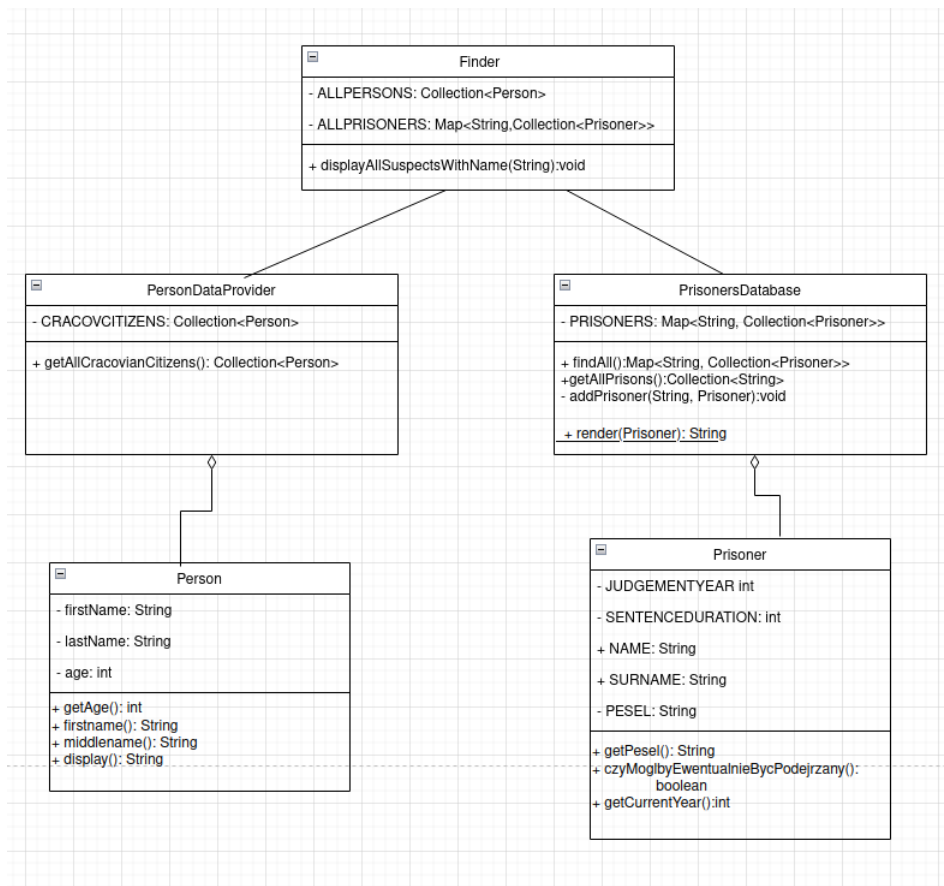 Finder
- ALLPERSONS: Collection<Person>
- ALLPRISONERS: Map<String,Collection<Prisoner>>
+ displayAllSuspectsWithName(String):void
PersonDataProvider
- CRACOVCITIZENS: Collection<Person>
+ getAllCracovianCitizens(): Collection<Person>
PrisonersDatabase
- PRISONERS: Map<String, Collection<Prisoner>>
+ findAll():Map<String, Collection<Prisoner>>
+getAllPrisons():Collection<String>
- addPrisoner(String, Prisoner):void
+ render(Prisoner): String
Person
- firstName: String
- lastName: String
- age: int
+ getAge(): int
+ firstname(): String
+ middlename(): String
+ display(): String
Prisoner
- JUDGEMENTYEAR int
- SENTENCEDURATION: int
+ NAME: String
+ SURNAME: String
- PESEL: String
+ getPesel(): String
+ czyMoglbyEwentualnieBycPodejrzany():
boolean
+ getCurrentYear():int